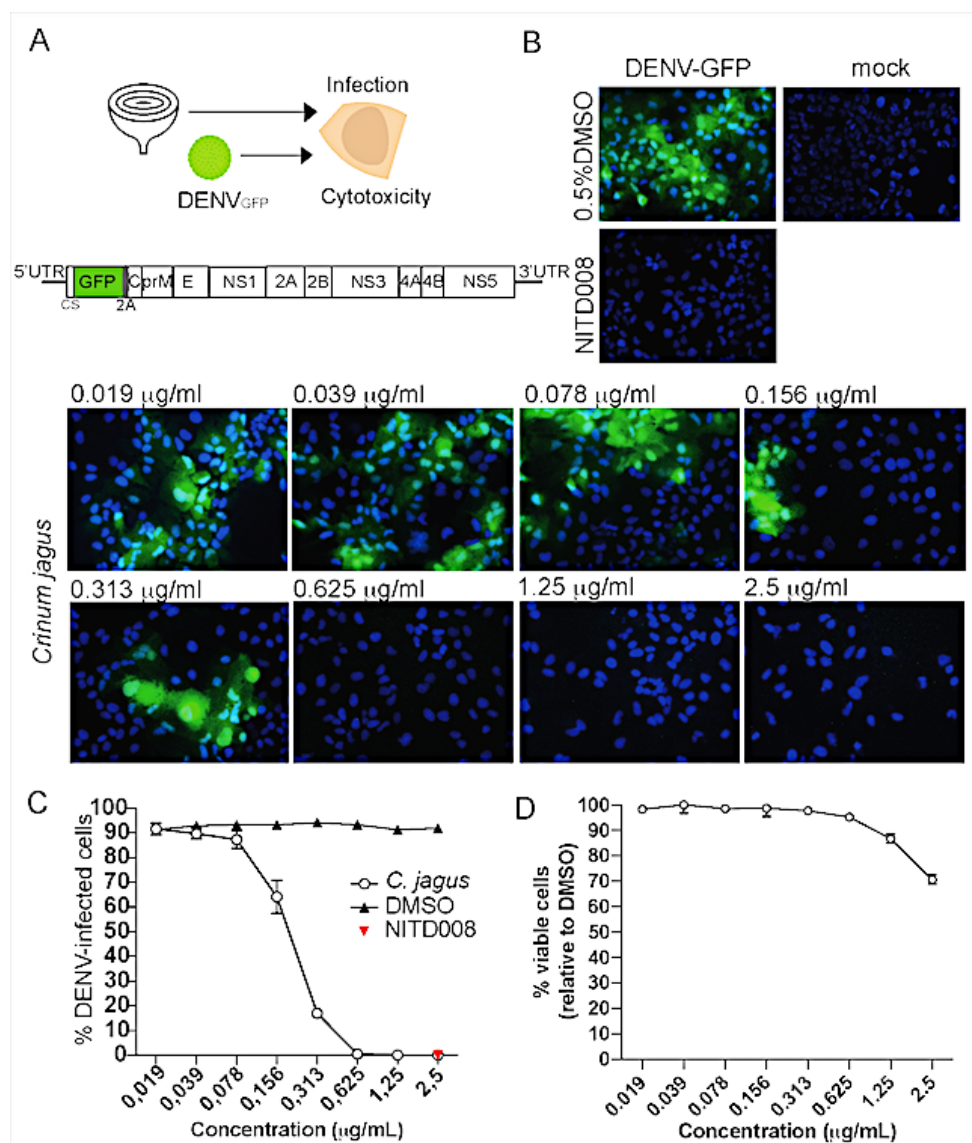 A
Infection
DENVGFP
Cytotoxicity
5'UTR
GFP
C
prM
E
NS1
2A
2B
NS3
4A
4B
NS5
3'UTR
CS
2A
B
DENV-GFP
mock
0.5%DMSO
NITD008
Crinum jagus
0.019 µg/ml
0.039 µg/ml
0.078 µg/ml
0.156 µg/ml
0.313 µg/ml
0.625 µg/ml
1.25 µg/ml
2.5 µg/ml
C
% DENV-infected cells
100
90
80
70
60
50
40
30
20
10
0
C. jagus
DMSO
NITD008
0,019
0,039
0,078
0,156
0,313
0,625
1,25
2.5
Concentration (µg/mL)
D
% viable cells
(relative to DMSO)
100
90
80
70
60
50
40
30
20
10
0
0.019
0.039
0.078
0.156
0.313
0.625
1.25
2.5
Concentration (µg/mL)